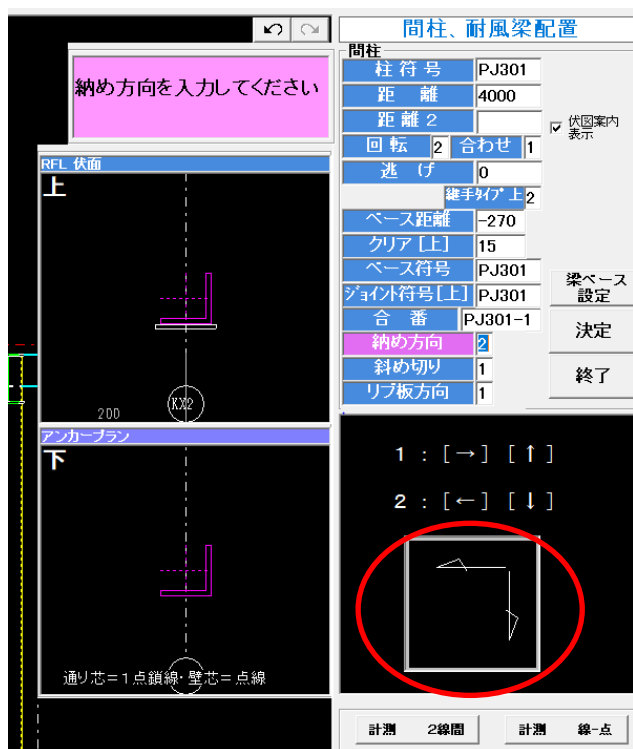 間柱、耐風梁配置
納め方向を入力してください
間柱
柱符号 PJ301
距離 4000
距離2
伏図案内
表示
回転 2 合わせ 1
逃げ 0
継手タイプ上 2
ベース距離 -270
クリア[上] 15
ベース符号 PJ301
ジョイント符号[上] PJ301
合番 PJ301-1
納め方向 2
斜め切り 1
リブ板方向 1
梁ベース
設定
決定
終了
RFL 伏面
上
KX2
200
アンカープラン
下
通り芯=1点鎖線・壁芯=点線
1 : [→] [↑]
2 : [←] [↓]
計測 2線間
計測 線-点